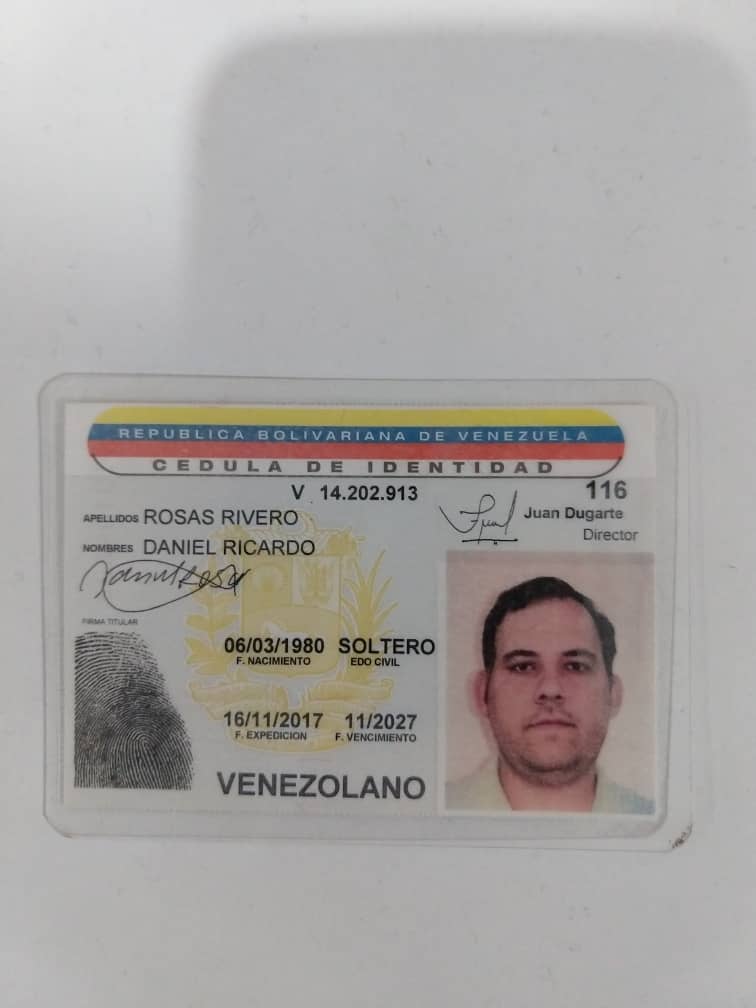 REPUBLICA BOLIVARIANA DE VENEZUELA
CEDULA DE IDENTIDAD
V 14.202.913
116
APELLIDOS ROSAS RIVERO
Juan Dugarte
Director
NOMBRES DANIEL RICARDO
FIRMA TITULAR
06/03/1980 SOLTERO
F. NACIMIENTO EDO CIVIL
16/11/2017 11/2027
F. EXPEDICION F. VENCIMIENTO
VENEZOLANO